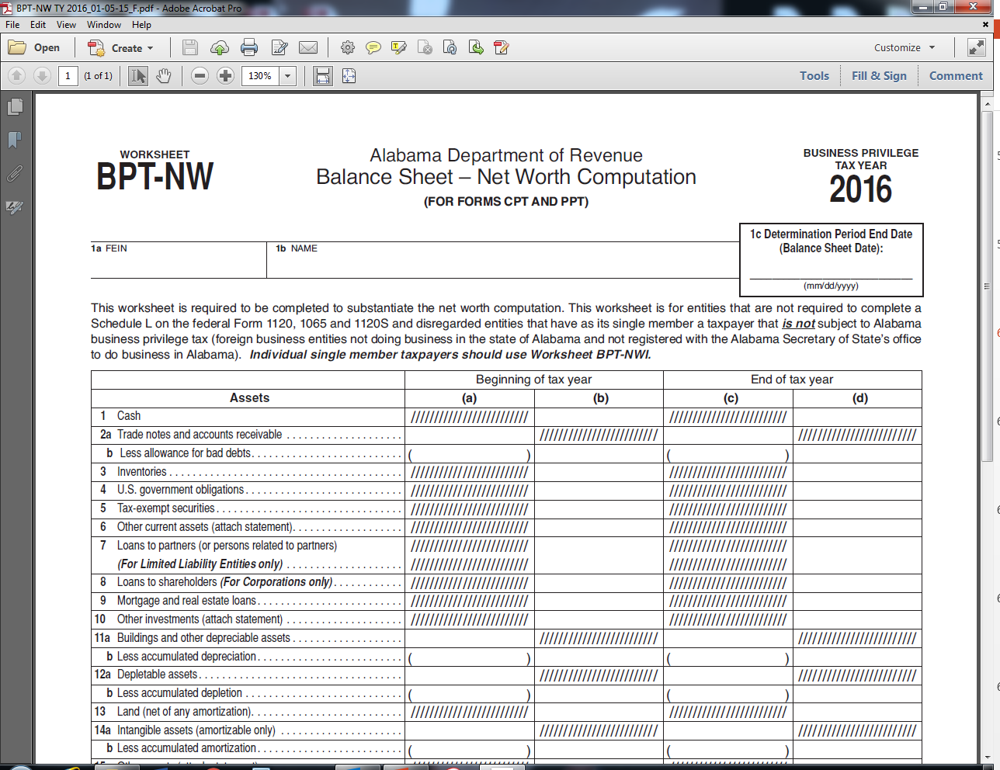 BPT-NW TY 2016_01-05-15_F.pdf - Adobe Acrobat Pro
File Edit View Window Help
Open Create Customize
1 (1 of 1) 130% Tools Fill & Sign Comment
WORKSHEET
BPT-NW
Alabama Department of Revenue
Balance Sheet – Net Worth Computation
(FOR FORMS CPT AND PPT)
BUSINESS PRIVILEGE
TAX YEAR
2016
1a FEIN
1b NAME
1c Determination Period End Date
(Balance Sheet Date):
(mm/dd/yyyy)
This worksheet is required to be completed to substantiate the net worth computation. This worksheet is for entities that are not required to complete a
Schedule L on the federal Form 1120, 1065 and 1120S and disregarded entities that have as its single member a taxpayer that is not subject to Alabama
business privilege tax (foreign business entities not doing business in the state of Alabama and not registered with the Alabama Secretary of State's office
to do business in Alabama). Individual single member taxpayers should use Worksheet BPT-NWI.
Beginning of tax year End of tax year
Assets (a) (b) (c) (d)
1 Cash
2a Trade notes and accounts receivable
b Less allowance for bad debts ( ) ( )
3 Inventories
4 U.S. government obligations
5 Tax-exempt securities
6 Other current assets (attach statement)
7 Loans to partners (or persons related to partners)
(For Limited Liability Entities only)
8 Loans to shareholders (For Corporations only)
9 Mortgage and real estate loans
10 Other investments (attach statement)
11a Buildings and other depreciable assets
b Less accumulated depreciation ( ) ( )
12a Depletable assets
b Less accumulated depletion ( ) ( )
13 Land (net of any amortization)
14a Intangible assets (amortizable only)
b Less accumulated amortization ( ) ( )